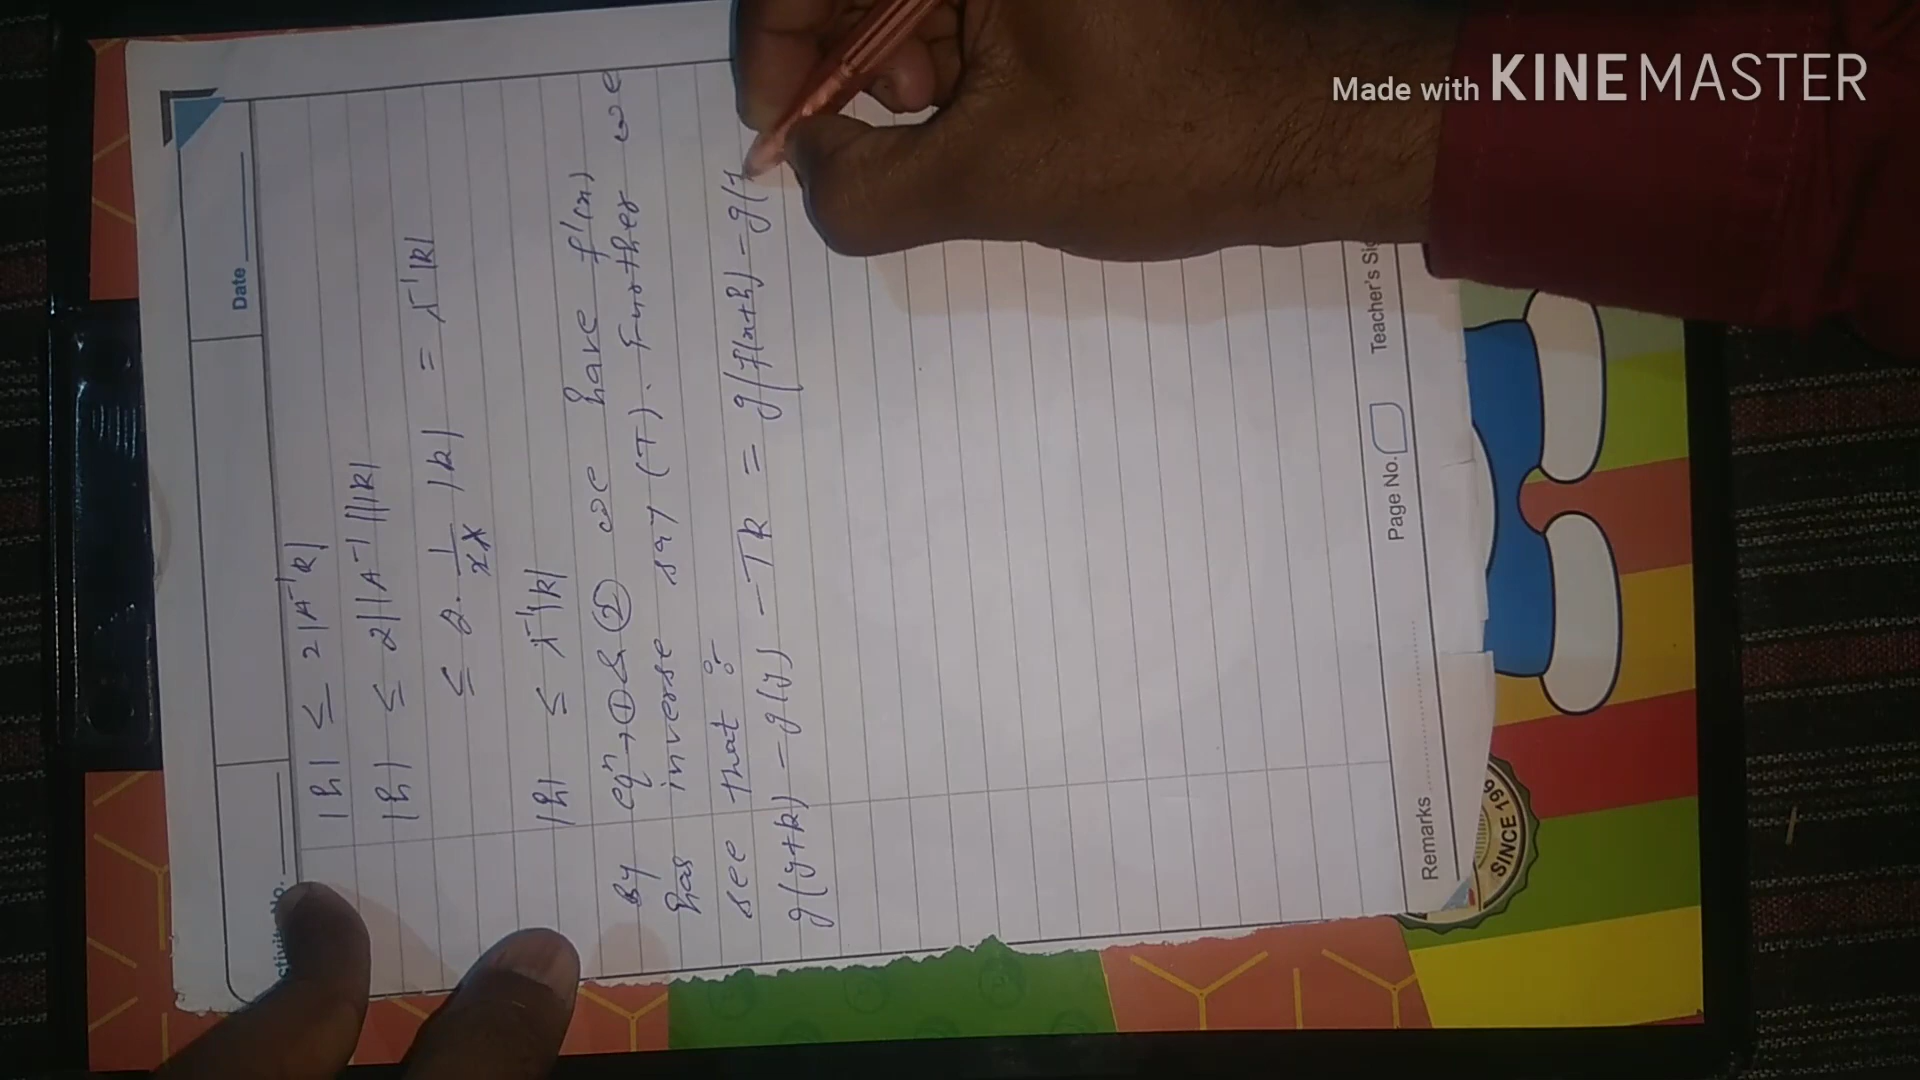 Made with KINEMASTER
Date
|h| ≤ 2|A⁻¹k|
|h| ≤ 2||A⁻¹|||k|
≤ 2 · 1/2λ |k| = λ⁻¹|k|
|h| ≤ λ⁻¹|k|
By eqⁿ → ① & ② we have f'(x)
has inverse say (T). Further we
see that :
g(y+k) - g(y) - Tk = g(f(x+h) - g(f
Remarks
Page No.
Teacher's Sig
SINCE 196